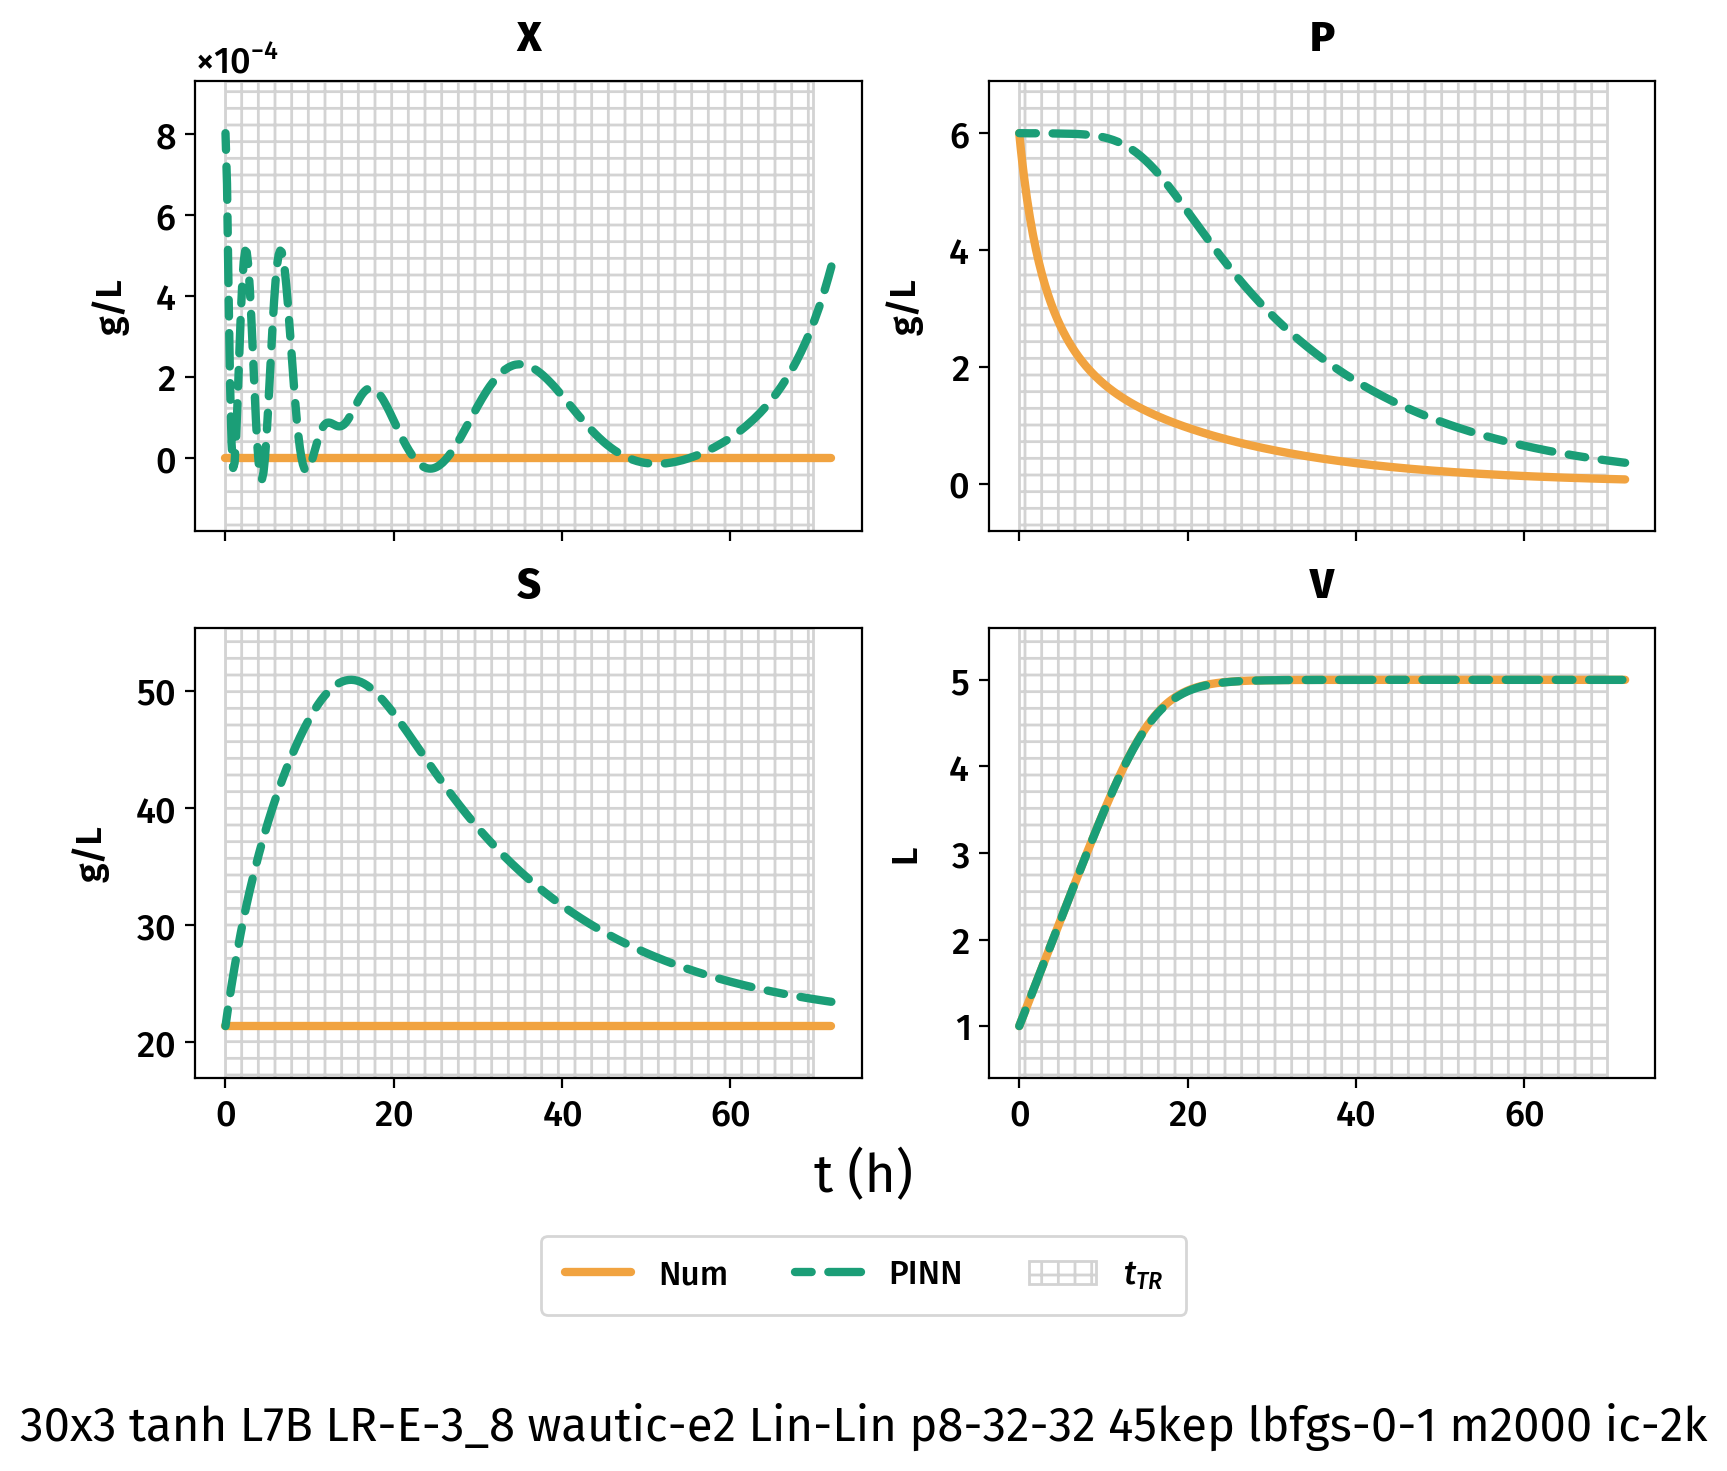 X
×10⁻⁴
8
6
4
2
0
g/L
P
6
4
2
0
g/L
S
50
40
30
20
g/L
0 20 40 60
V
5
4
3
2
1
L
0 20 40 60
t (h)
Num PINN t_TR
30x3 tanh L7B LR-E-3_8 wautic-e2 Lin-Lin p8-32-32 45kep lbfgs-0-1 m2000 ic-2k